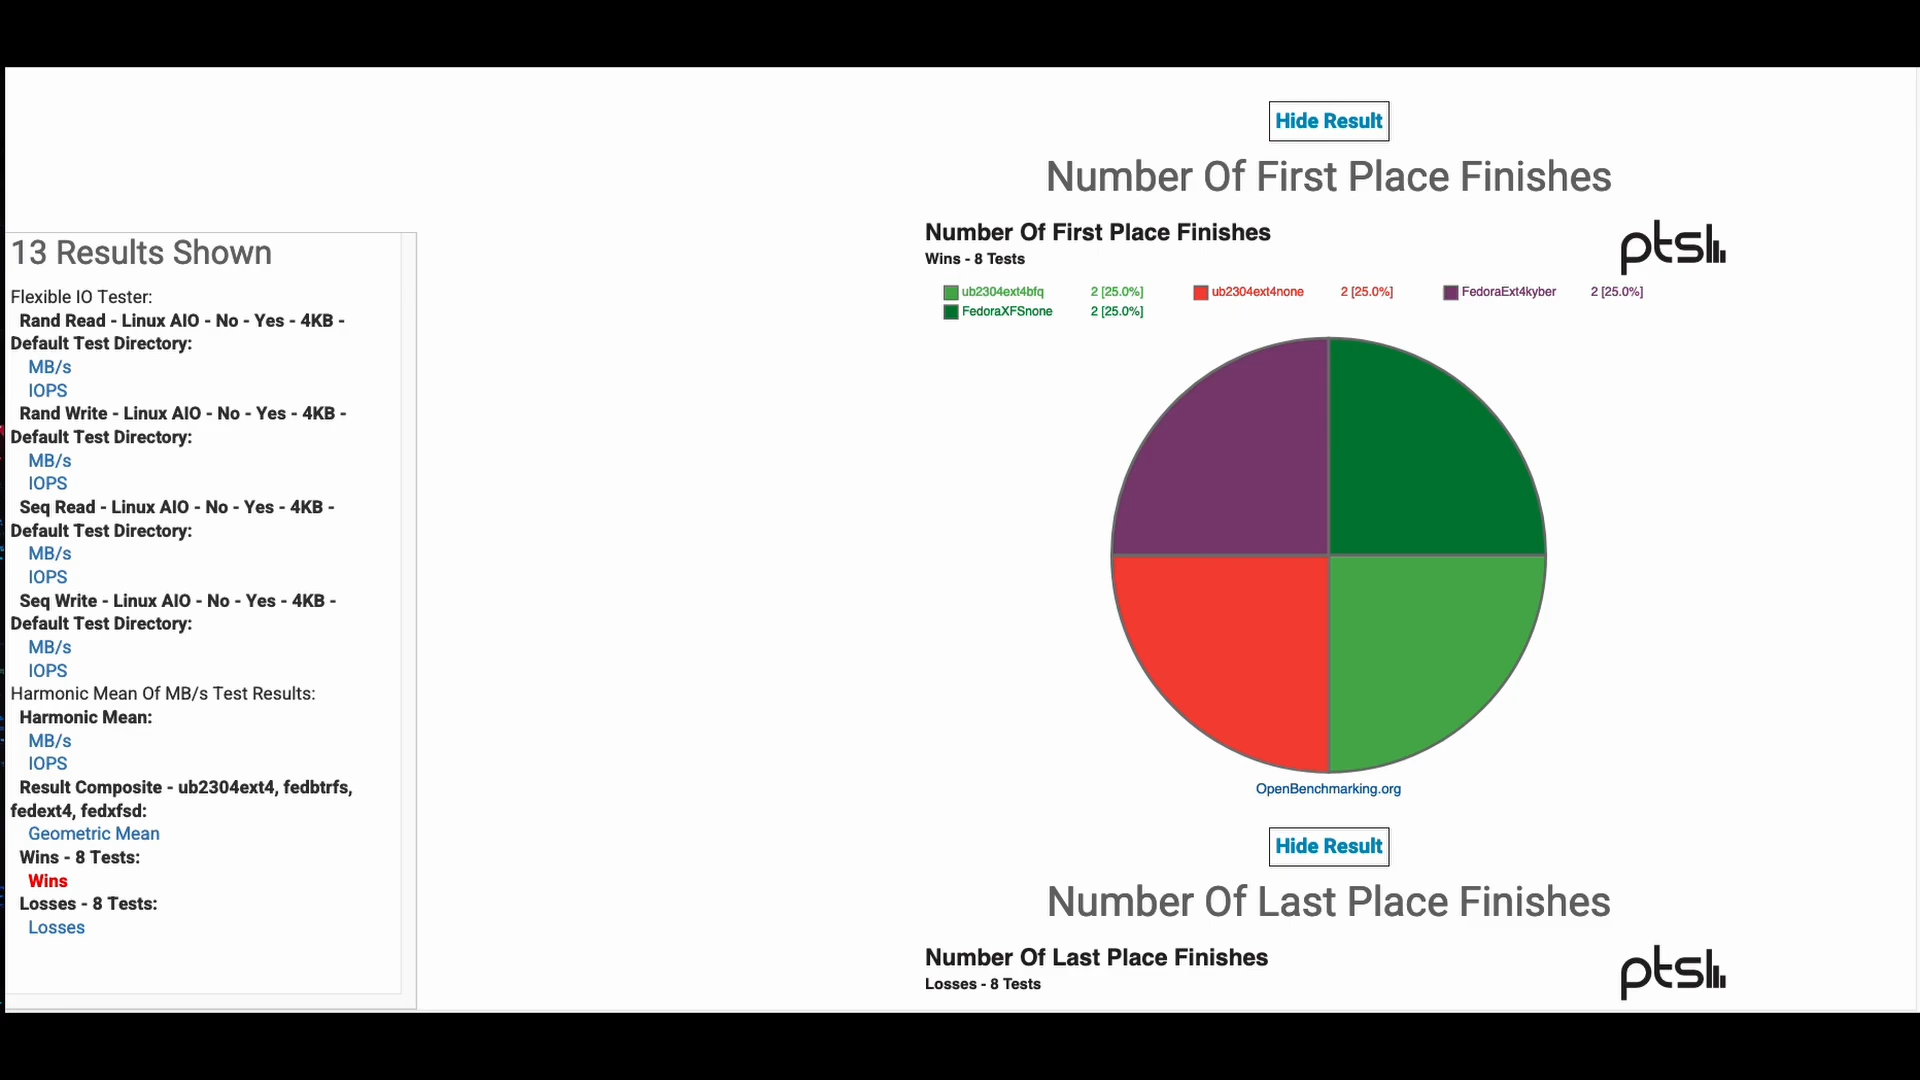 Hide Result
Number Of First Place Finishes
Number Of First Place Finishes
Wins - 8 Tests
pts
ub2304ext4bfq 2 [25.0%] ub2304ext4none 2 [25.0%] FedoraExt4kyber 2 [25.0%]
FedoraXFSnone 2 [25.0%]
OpenBenchmarking.org
Hide Result
Number Of Last Place Finishes
Number Of Last Place Finishes
Losses - 8 Tests
pts
13 Results Shown
Flexible IO Tester:
Rand Read - Linux AIO - No - Yes - 4KB -
Default Test Directory:
MB/s
IOPS
Rand Write - Linux AIO - No - Yes - 4KB -
Default Test Directory:
MB/s
IOPS
Seq Read - Linux AIO - No - Yes - 4KB -
Default Test Directory:
MB/s
IOPS
Seq Write - Linux AIO - No - Yes - 4KB -
Default Test Directory:
MB/s
IOPS
Harmonic Mean Of MB/s Test Results:
Harmonic Mean:
MB/s
IOPS
Result Composite - ub2304ext4, fedbtrfs,
fedext4, fedxfsd:
Geometric Mean
Wins - 8 Tests:
Wins
Losses - 8 Tests:
Losses